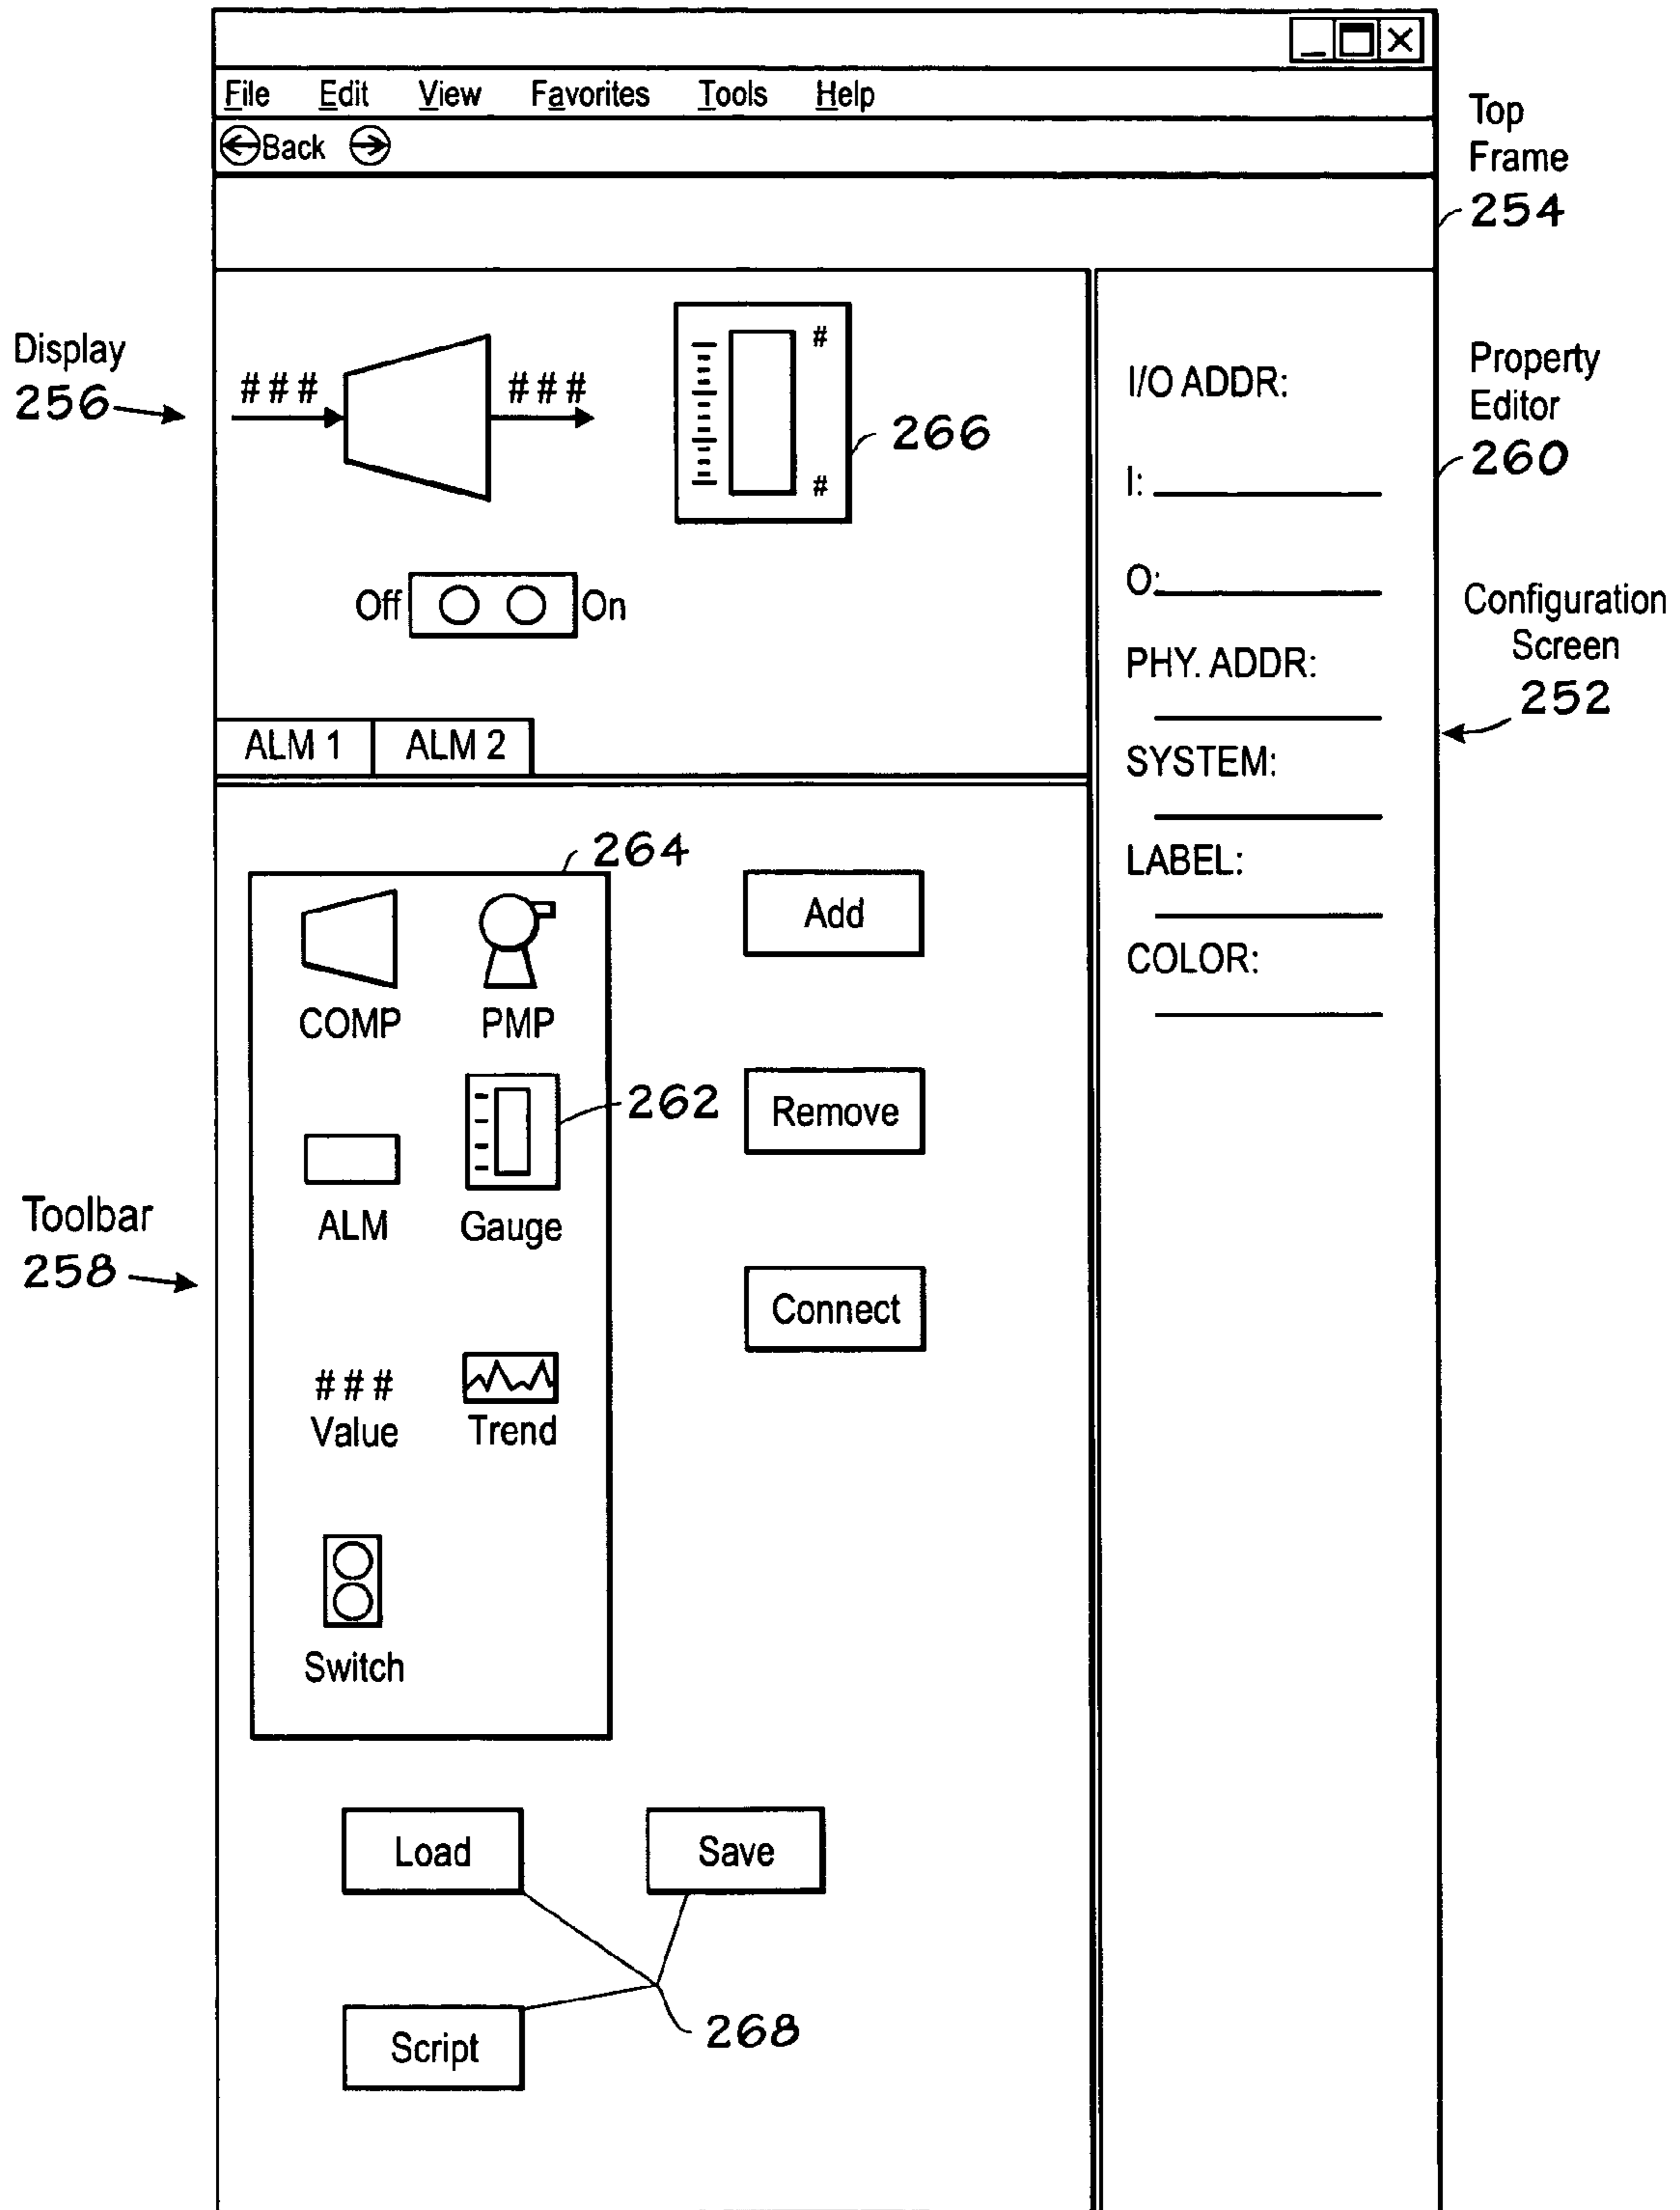 File Edit View Favorites Tools Help
Back
Top
Frame
254
Display
256
###
###
#
#
266
Off
On
ALM 1
ALM 2
I/O ADDR:
I:
O:
PHY. ADDR:
SYSTEM:
LABEL:
COLOR:
Property
Editor
260
Configuration
Screen
252
Toolbar
258
264
COMP
PMP
262
ALM
Gauge
###
Value
Trend
Switch
Add
Remove
Connect
Load
Save
Script
268